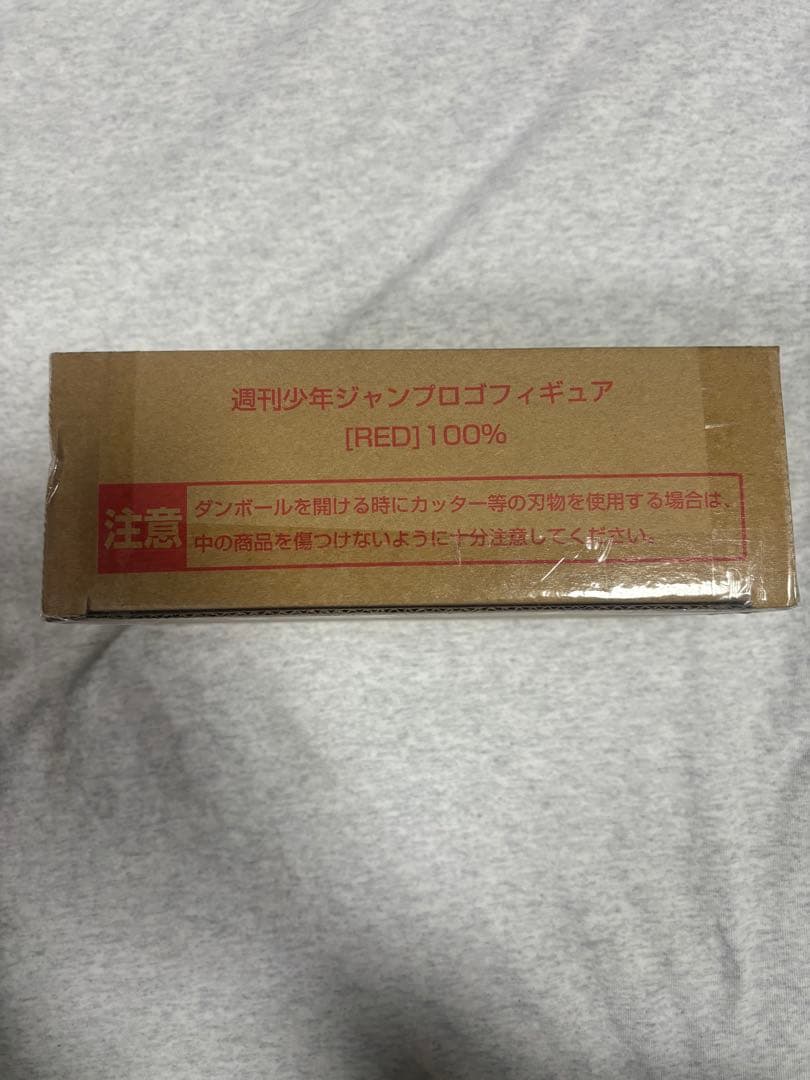 週刊少年ジャンプロゴフィギュア
[RED]100%
注意
ダンボールを開ける時にカッター等の刃物を使用する場合は、
中の商品を傷つけないように十分注意してください。